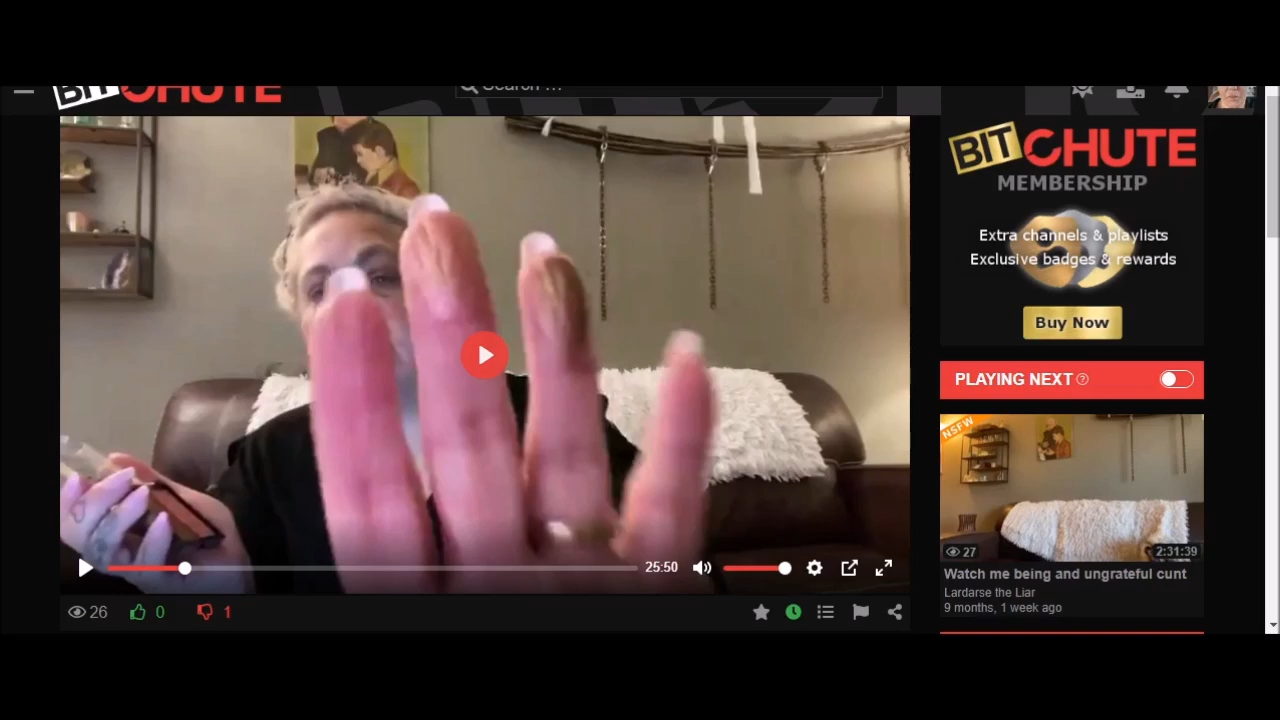 BITCHUTE
Search ...
BITCHUTE
MEMBERSHIP
Extra channels & playlists
Exclusive badges & rewards
Buy Now
PLAYING NEXT
NSFW
27
2:31:39
Watch me being and ungrateful cunt
Lardarse the Liar
9 months, 1 week ago
25:50
26
0
1